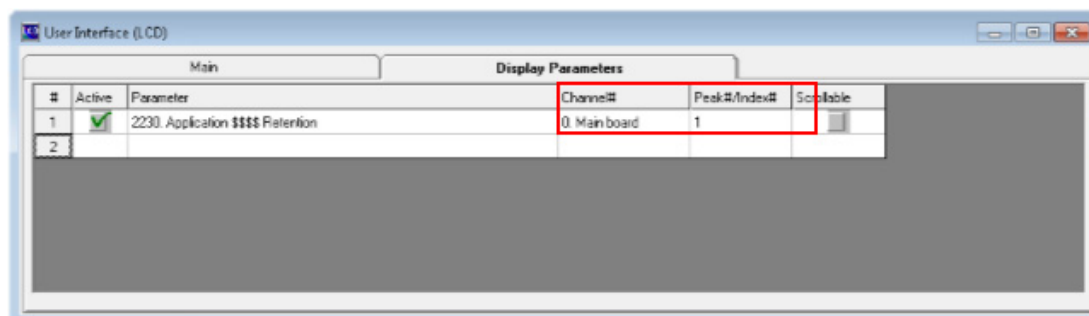 User Interface (LCD)
Main Display Parameters
# Active Parameter Channel# Peak#/Index# Scrollable
1 2230. Application $$$$ Retention 0. Main board 1
2